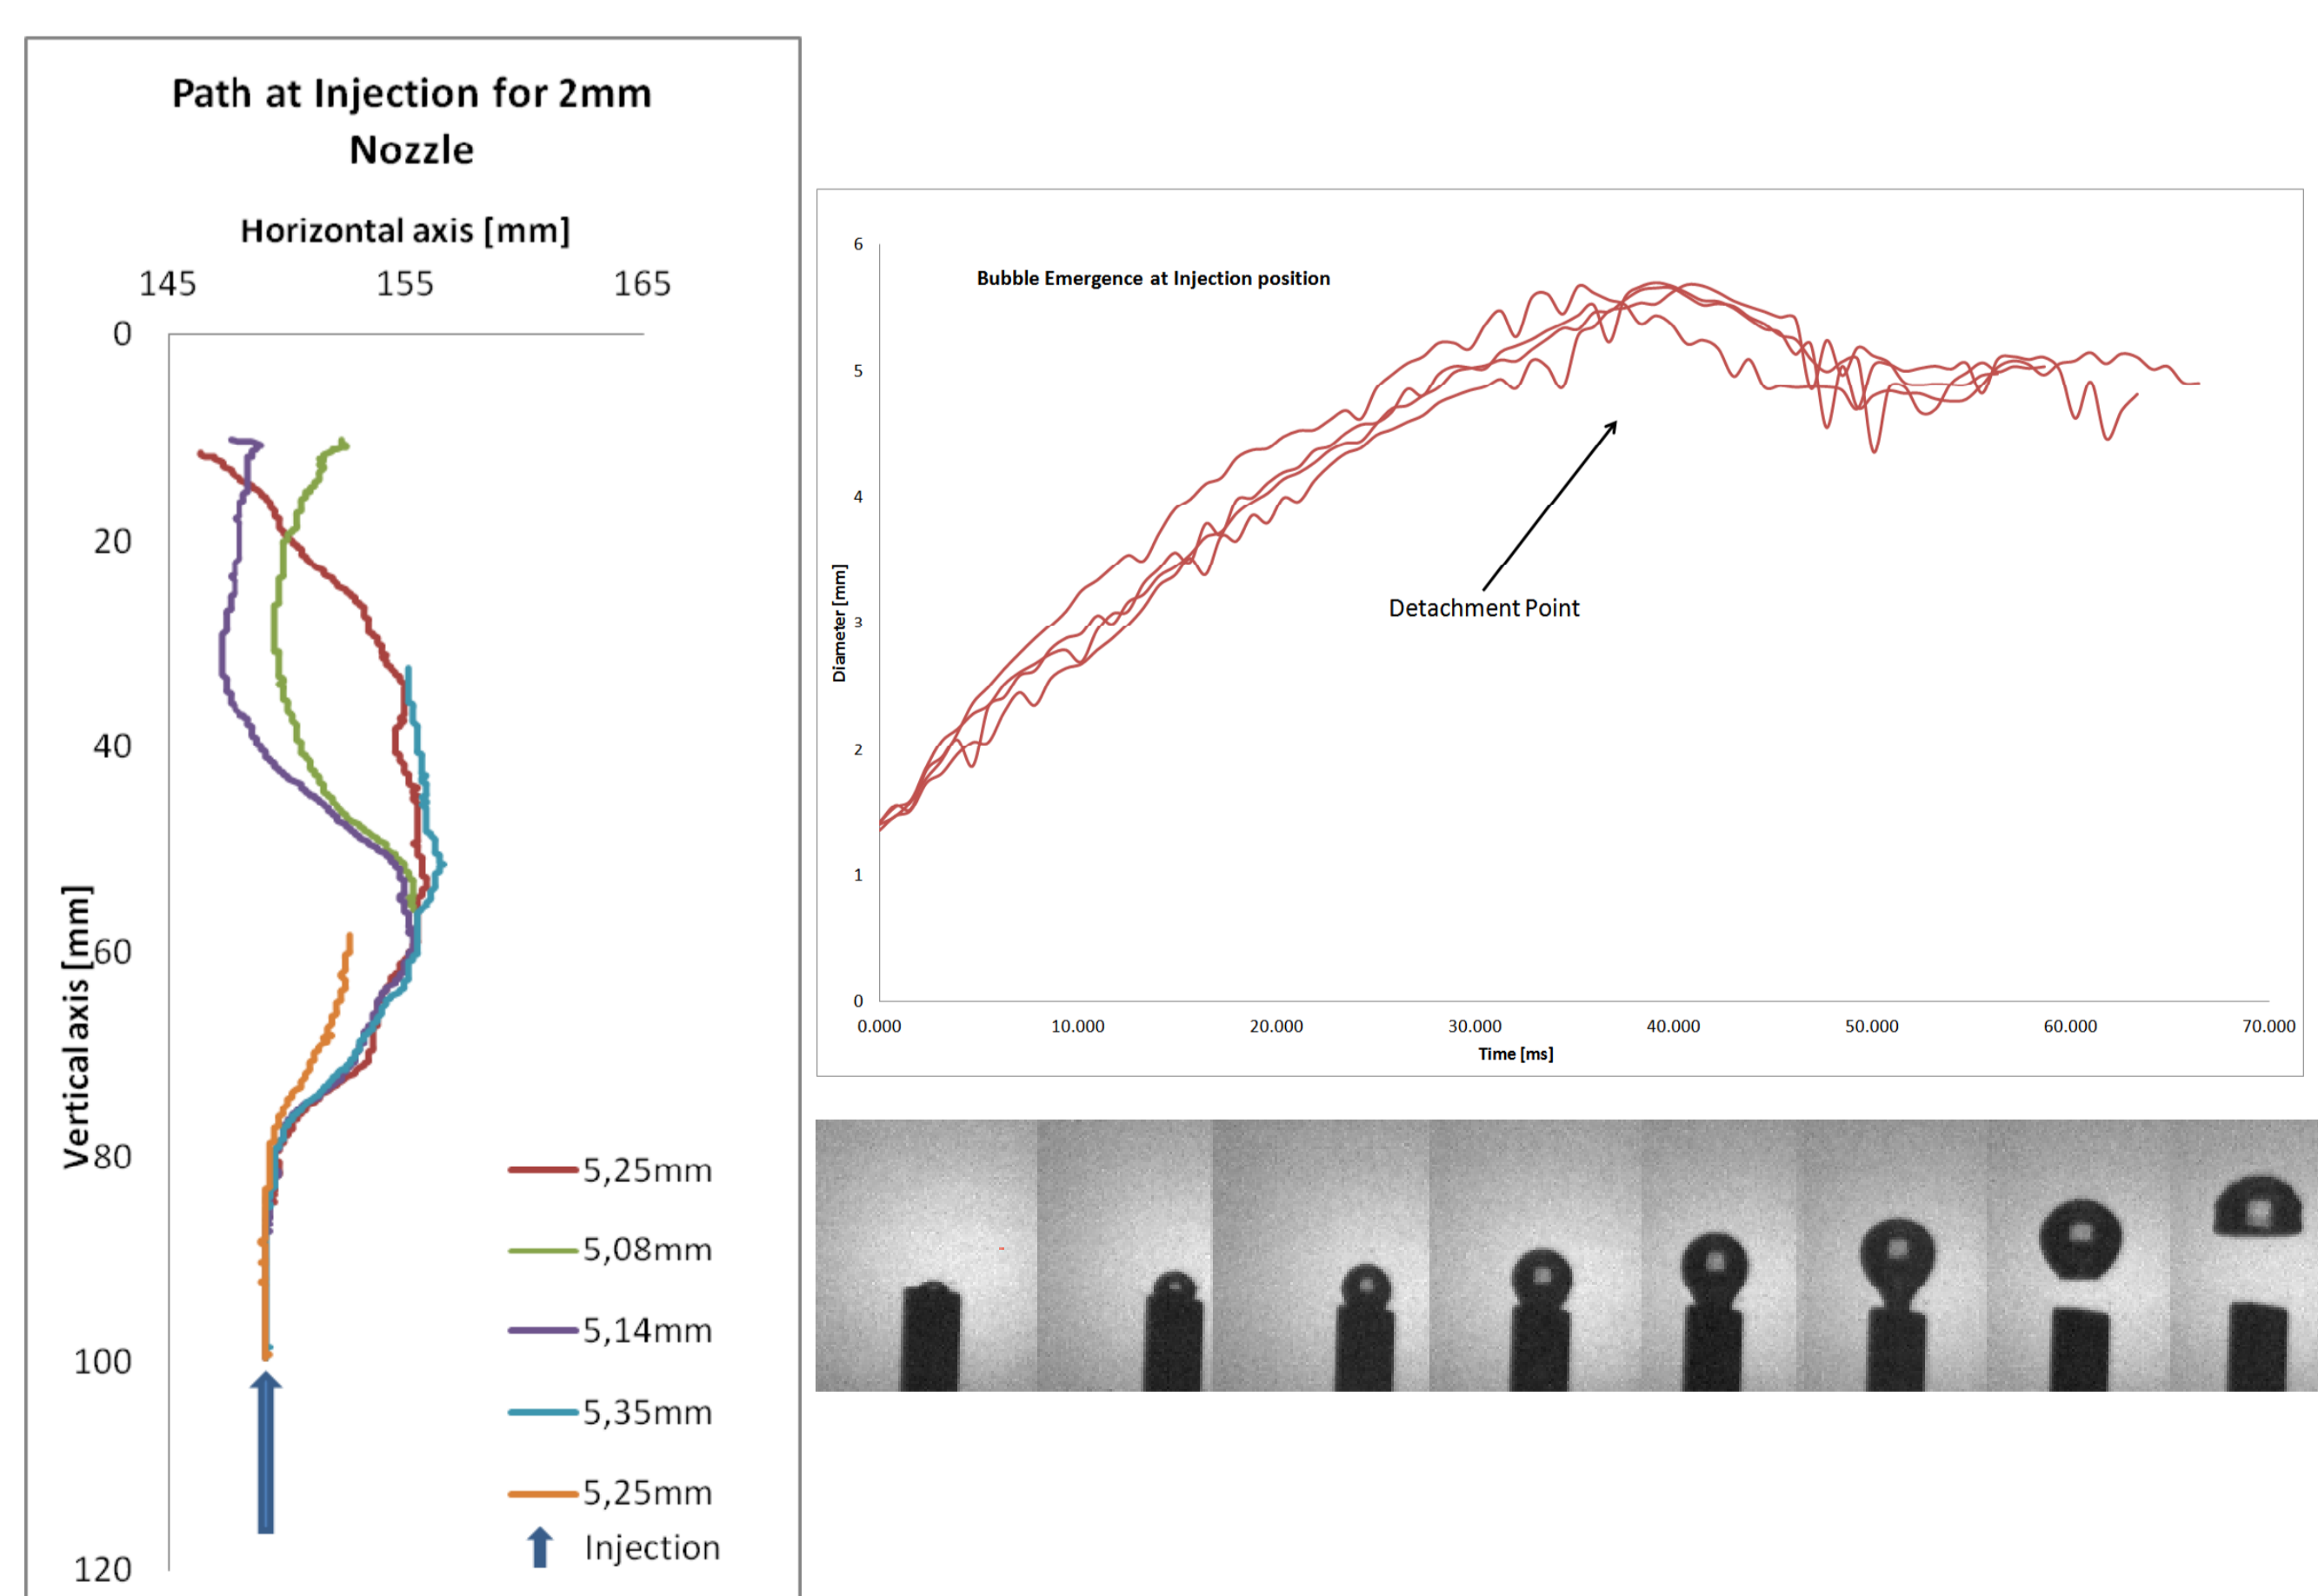 Path at Injection for 2mm
Nozzle
Horizontal axis [mm]
145 155 165
0
20
40
60
80
100
120
Vertical axis [mm]
5,25mm
5,08mm
5,14mm
5,35mm
5,25mm
Injection
Bubble Emergence at Injection position
6
5
4
3
2
1
0
Diameter [mm]
Detachment Point
0.000 10.000 20.000 30.000 40.000 50.000 60.000 70.000
Time [ms]